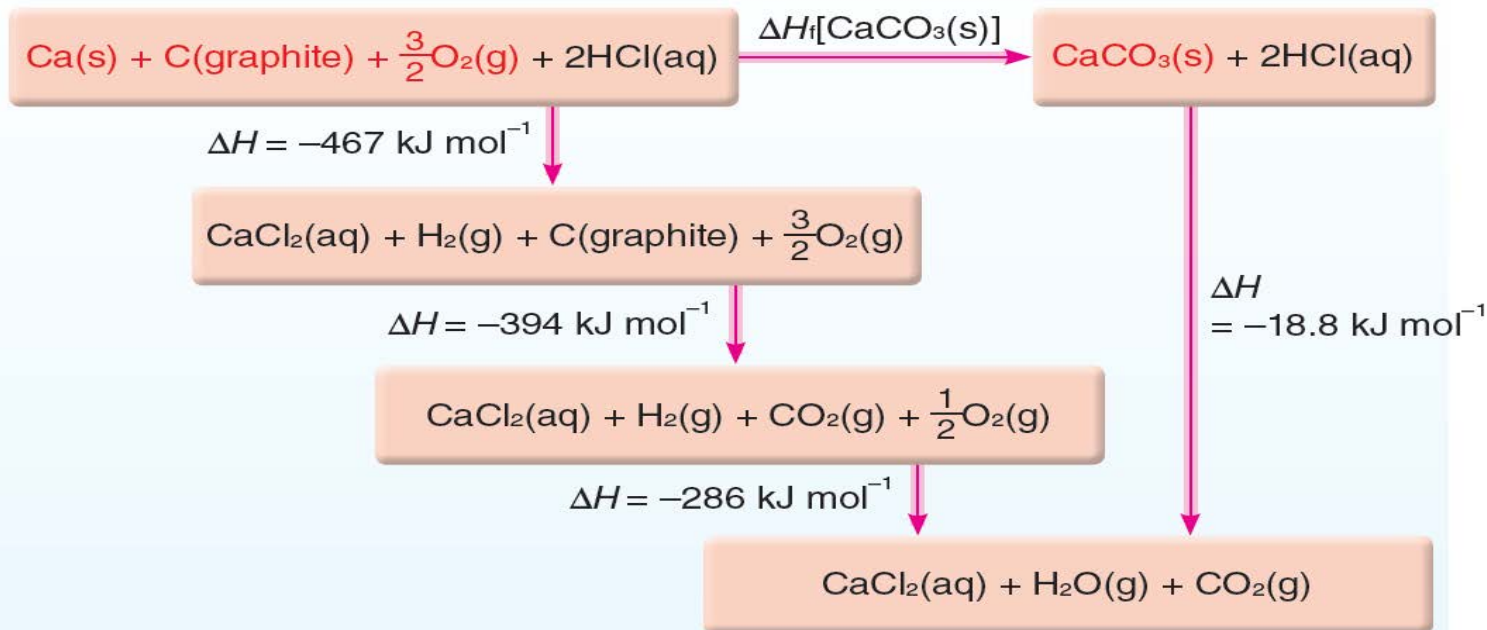 Ca(s) + C(graphite) + 3/2O₂(g) + 2HCl(aq)
ΔHf[CaCO₃(s)]
CaCO₃(s) + 2HCl(aq)
ΔH = –467 kJ mol⁻¹
CaCl₂(aq) + H₂(g) + C(graphite) + 3/2O₂(g)
ΔH = –394 kJ mol⁻¹
ΔH
= –18.8 kJ mol⁻¹
CaCl₂(aq) + H₂(g) + CO₂(g) + 1/2O₂(g)
ΔH = –286 kJ mol⁻¹
CaCl₂(aq) + H₂O(g) + CO₂(g)